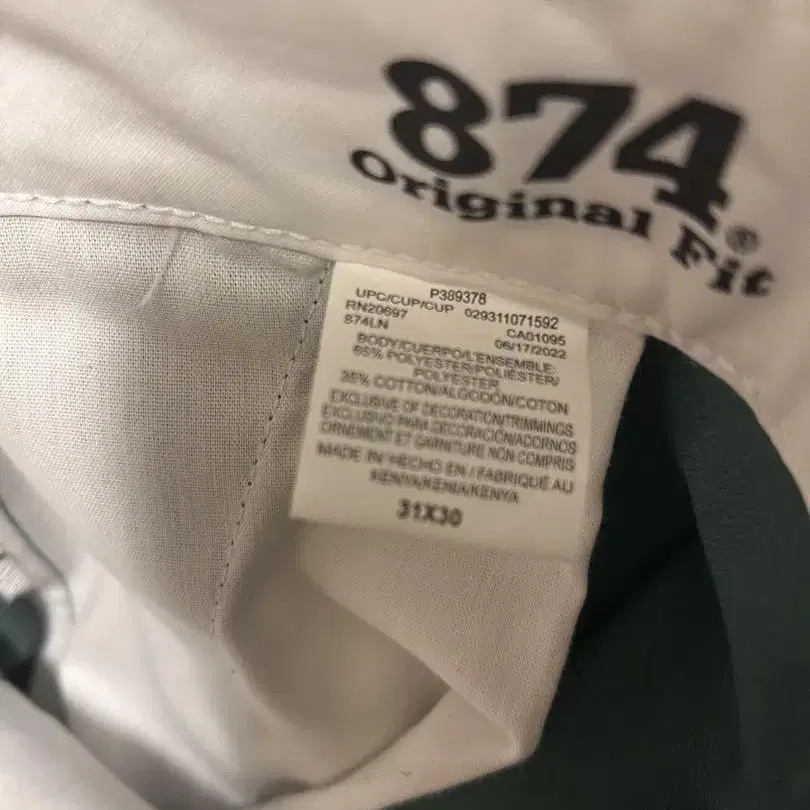 874
Original Fit®
P389378
UPC/CUP/CUP 029311071592
RN20697 CA01095
874LN 06/17/2022
BODY/CUERPO/L'ENSEMBLE:
65% POLYESTER/POLIÉSTER/
POLYESTER
35% COTTON/ALGODÓN/COTON
EXCLUSIVE OF DECORATION/TRIMMINGS
EXCLUSIVO PARA DECORACIÓN/ADORNOS
ORNEMENT ET GARNITURE NON COMPRIS
MADE IN / HECHO EN / FABRIQUÉ AU
KENYA/KENIA/KENYA
31X30